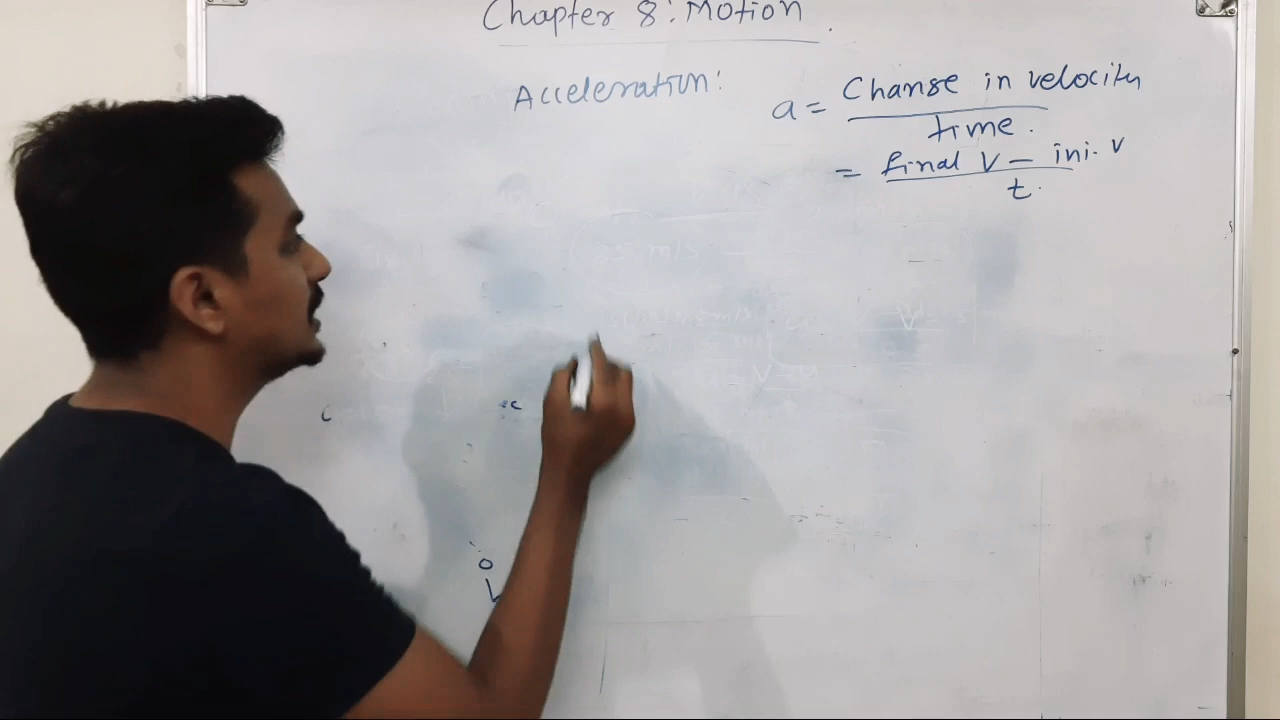 Chapter 8: Motion
Acceleration:
a = Change in velocity
time.
= final v - ini. v
t.